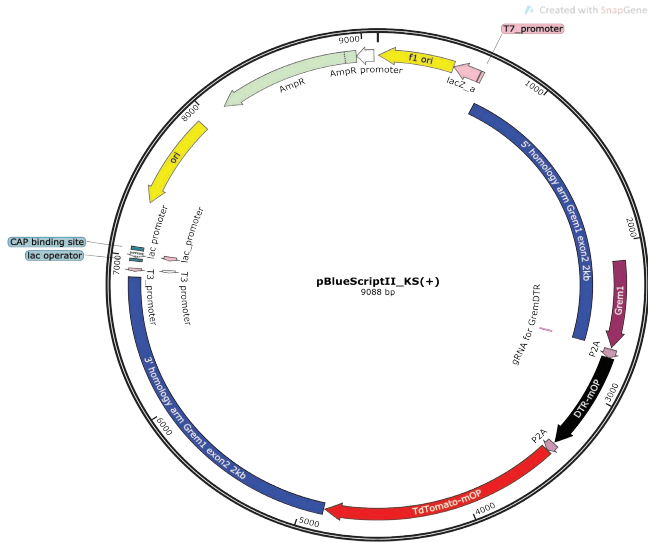 Created with SnapGene
T7_promoter
9000
f1 ori
AmpR promoter
lacZ_a
AmpR
1000
8000
5' homology arm Grem1 exon2 2kb
ori
2000
CAP binding site
lac promoter
lac_promoter
lac operator
7000
T3_promoter
T3 promoter
pBlueScriptII_KS(+)
9088 bp
Grem1
gRNA for GremDTR
P2A
3000
DTR-mOP
3' homology arm Grem1 exon2 2kb
6000
P2A
TdTomato-mOP
4000
5000